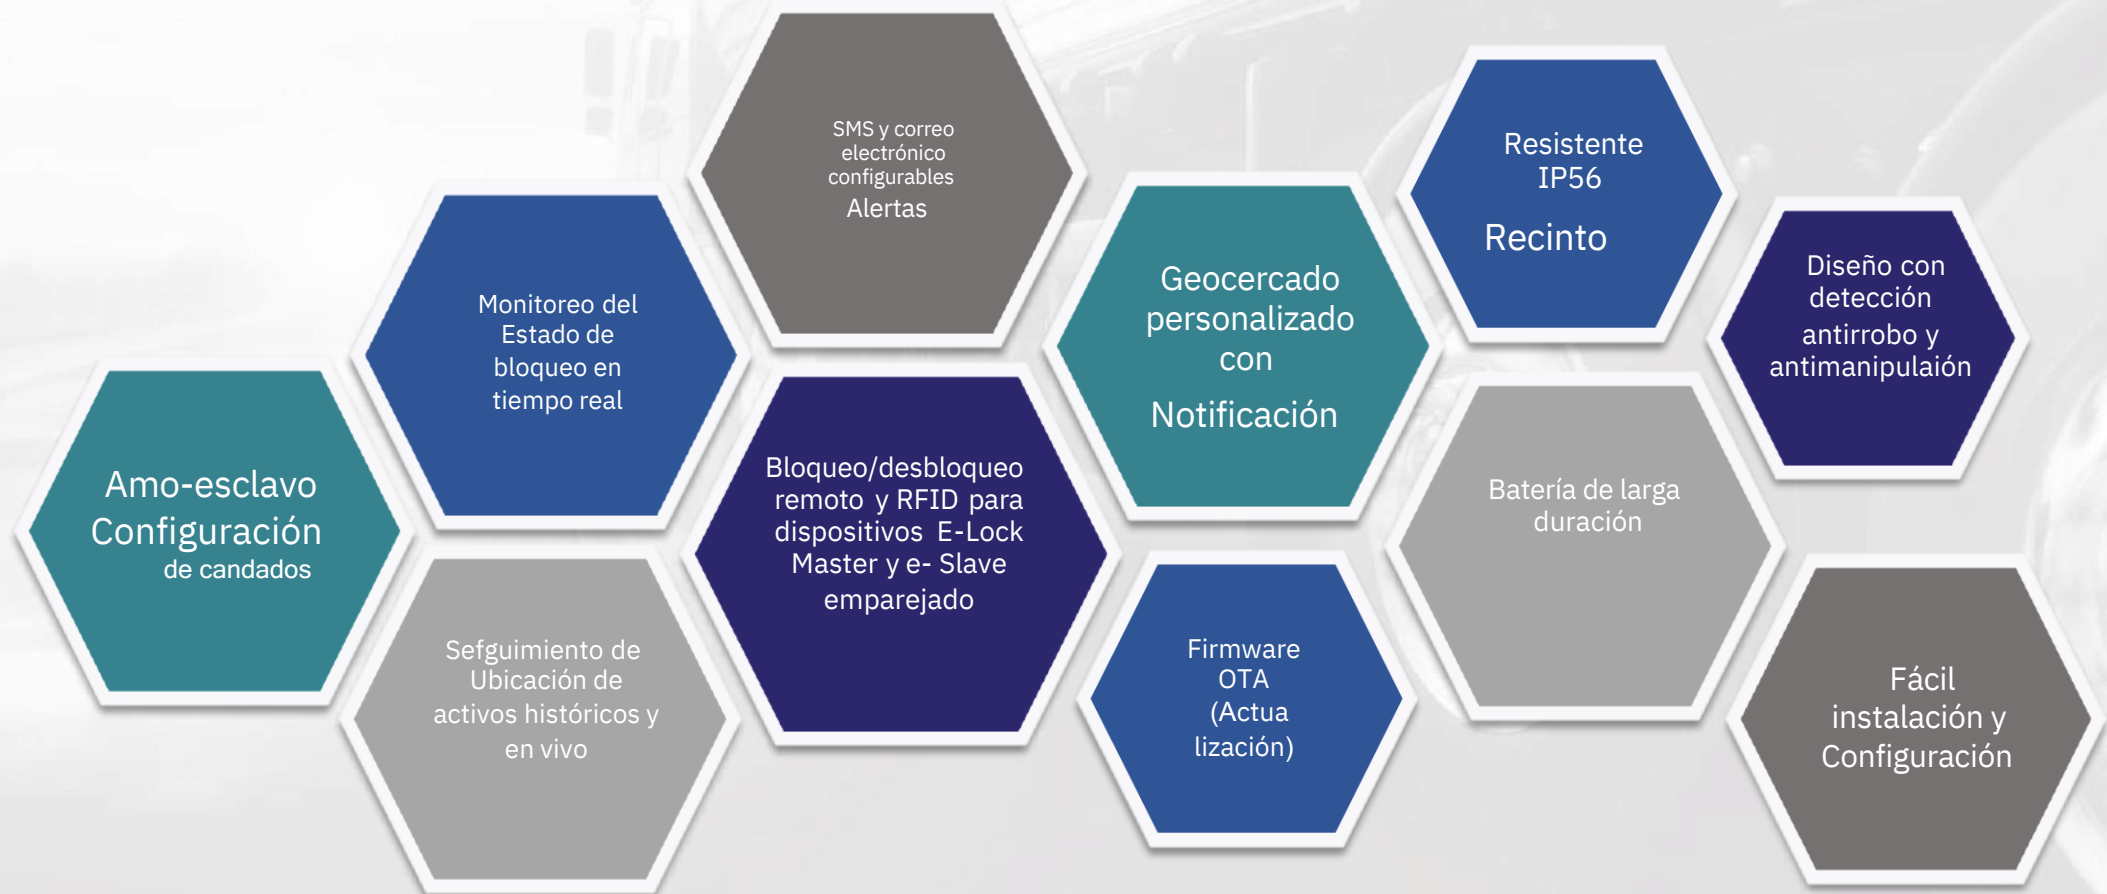 Amo-esclavo
Configuración
de candados
Monitoreo del
Estado de
bloqueo en
tiempo real
Sefguimiento de
Ubicación de
activos históricos y
en vivo
SMS y correo
electrónico
configurables
Alertas
Bloqueo/desbloqueo
remoto y RFID para
dispositivos E-Lock
Master y e- Slave
emparejado
Geocercado
personalizado
con
Notificación
Firmware
OTA
(Actua
lización)
Resistente
IP56
Recinto
Batería de larga
duración
Diseño con
detección
antirrobo y
antimanipulaión
Fácil
instalación y
Configuración